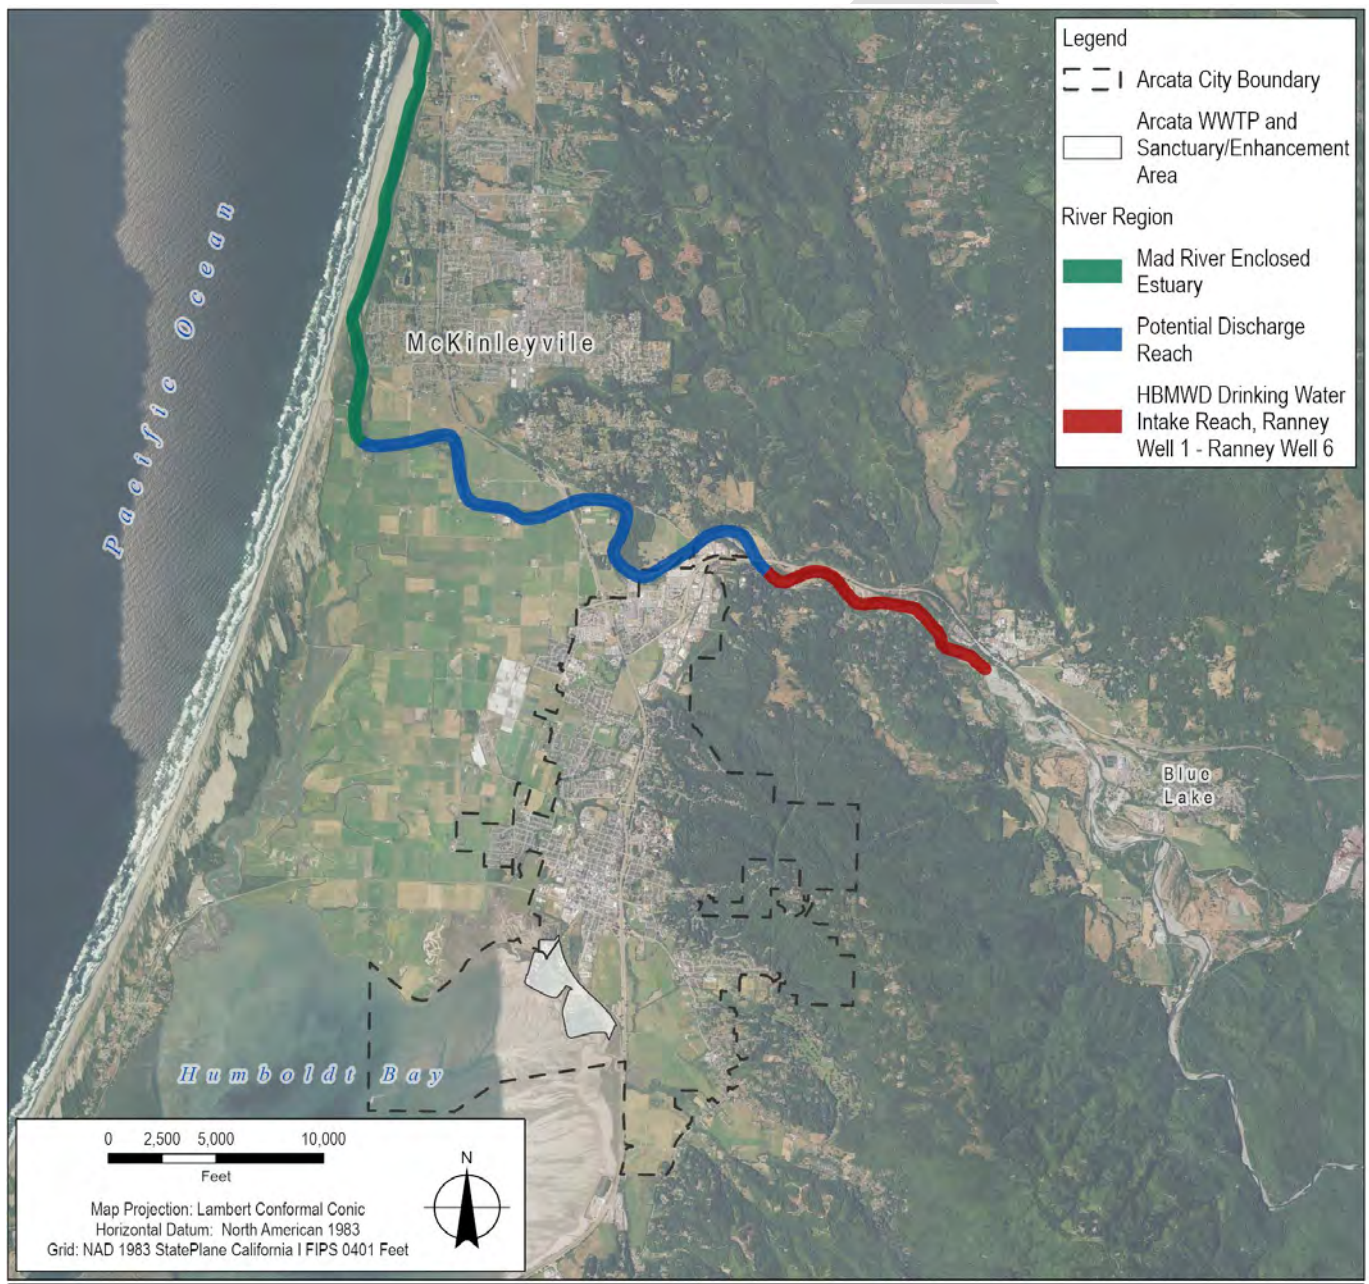 Legend
Arcata City Boundary
Arcata WWTP and
Sanctuary/Enhancement
Area
River Region
Mad River Enclosed
Estuary
Potential Discharge
Reach
HBMWD Drinking Water
Intake Reach, Ranney
Well 1 - Ranney Well 6
Pacific Ocean
McKinleyvile
Blue
Lake
Humboldt Bay
0 2,500 5,000 10,000
Feet
N
Map Projection: Lambert Conformal Conic
Horizontal Datum: North American 1983
Grid: NAD 1983 StatePlane California I FIPS 0401 Feet